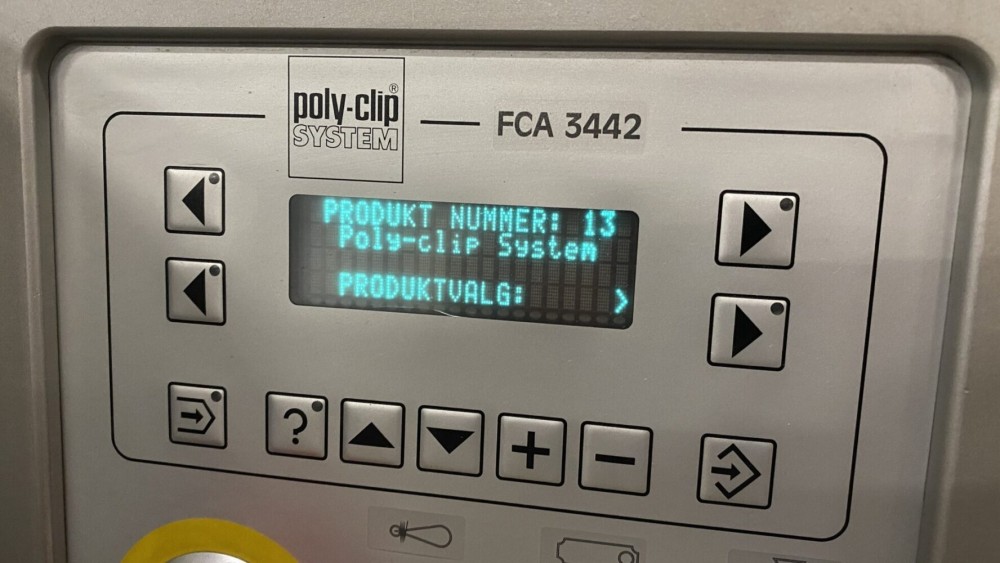 poly-clip®
SYSTEM
FCA 3442
PRODUKT NUMMER: 13
Poly-clip System
PRODUKTVALG: >
?
+
-